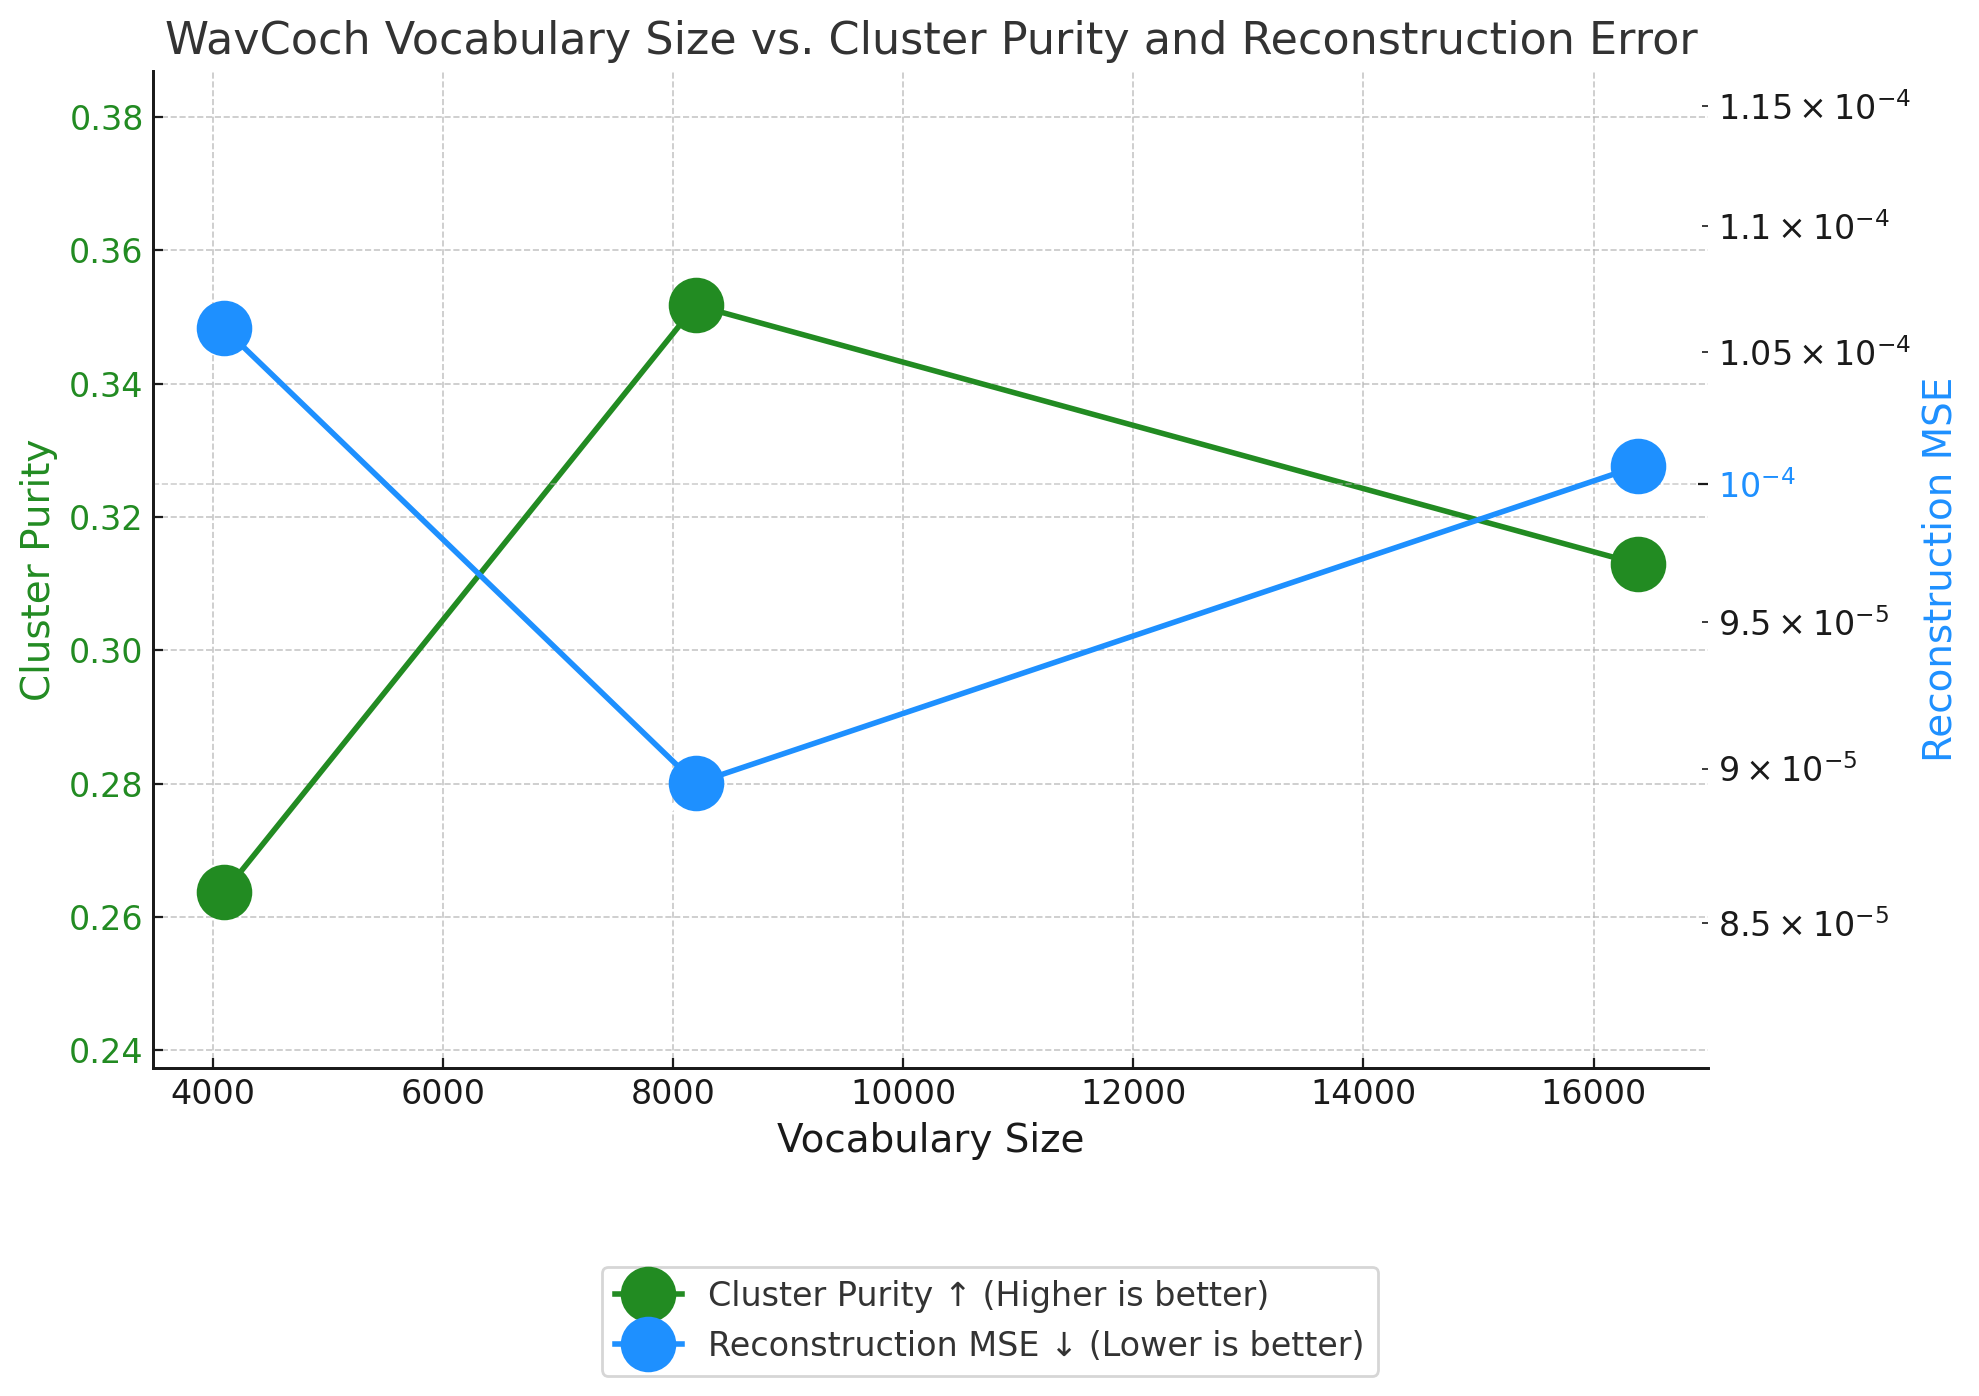 WavCoch Vocabulary Size vs. Cluster Purity and Reconstruction Error
Cluster Purity
0.38
0.36
0.34
0.32
0.30
0.28
0.26
0.24
1.15 × 10⁻⁴
1.1 × 10⁻⁴
1.05 × 10⁻⁴
10⁻⁴
9.5 × 10⁻⁵
9 × 10⁻⁵
8.5 × 10⁻⁵
Reconstruction MSE
4000 6000 8000 10000 12000 14000 16000
Vocabulary Size
Cluster Purity ↑ (Higher is better)
Reconstruction MSE ↓ (Lower is better)